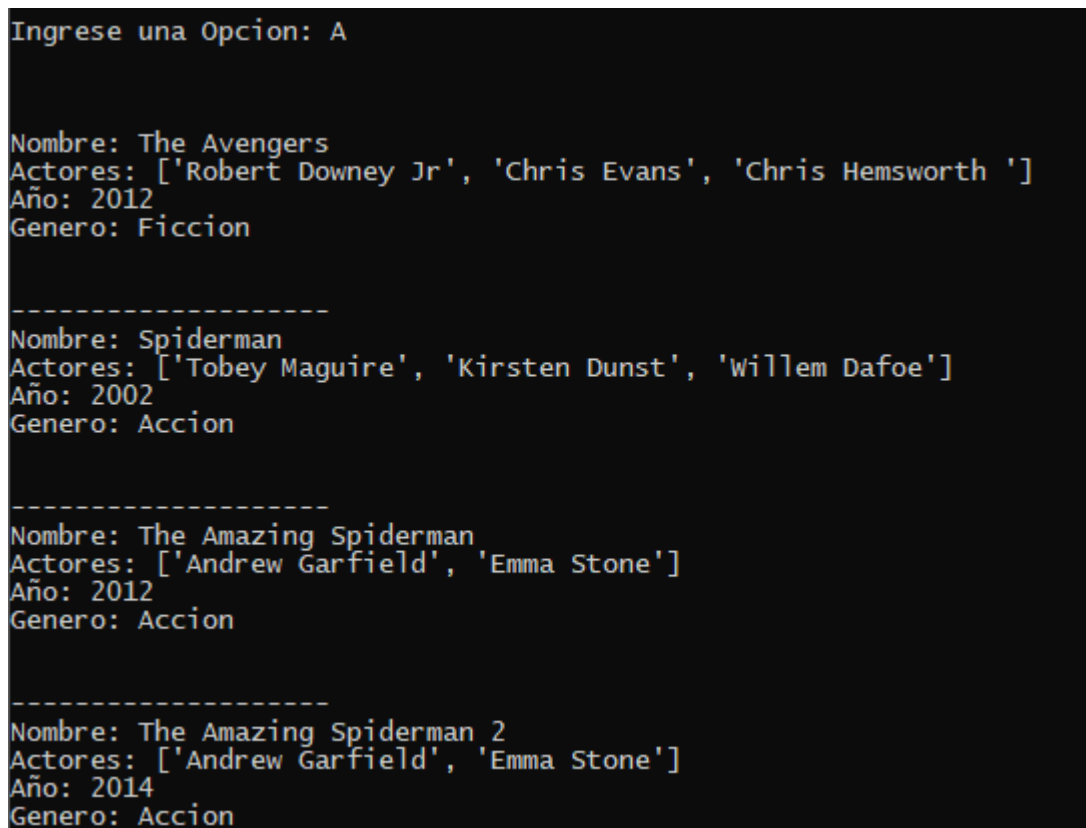 Ingrese una Opcion: A
Nombre: The Avengers
Actores: ['Robert Downey Jr', 'Chris Evans', 'Chris Hemsworth ']
Año: 2012
Genero: Ficcion
--------------------
Nombre: Spiderman
Actores: ['Tobey Maguire', 'Kirsten Dunst', 'Willem Dafoe']
Año: 2002
Genero: Accion
--------------------
Nombre: The Amazing Spiderman
Actores: ['Andrew Garfield', 'Emma Stone']
Año: 2012
Genero: Accion
--------------------
Nombre: The Amazing Spiderman 2
Actores: ['Andrew Garfield', 'Emma Stone']
Año: 2014
Genero: Accion